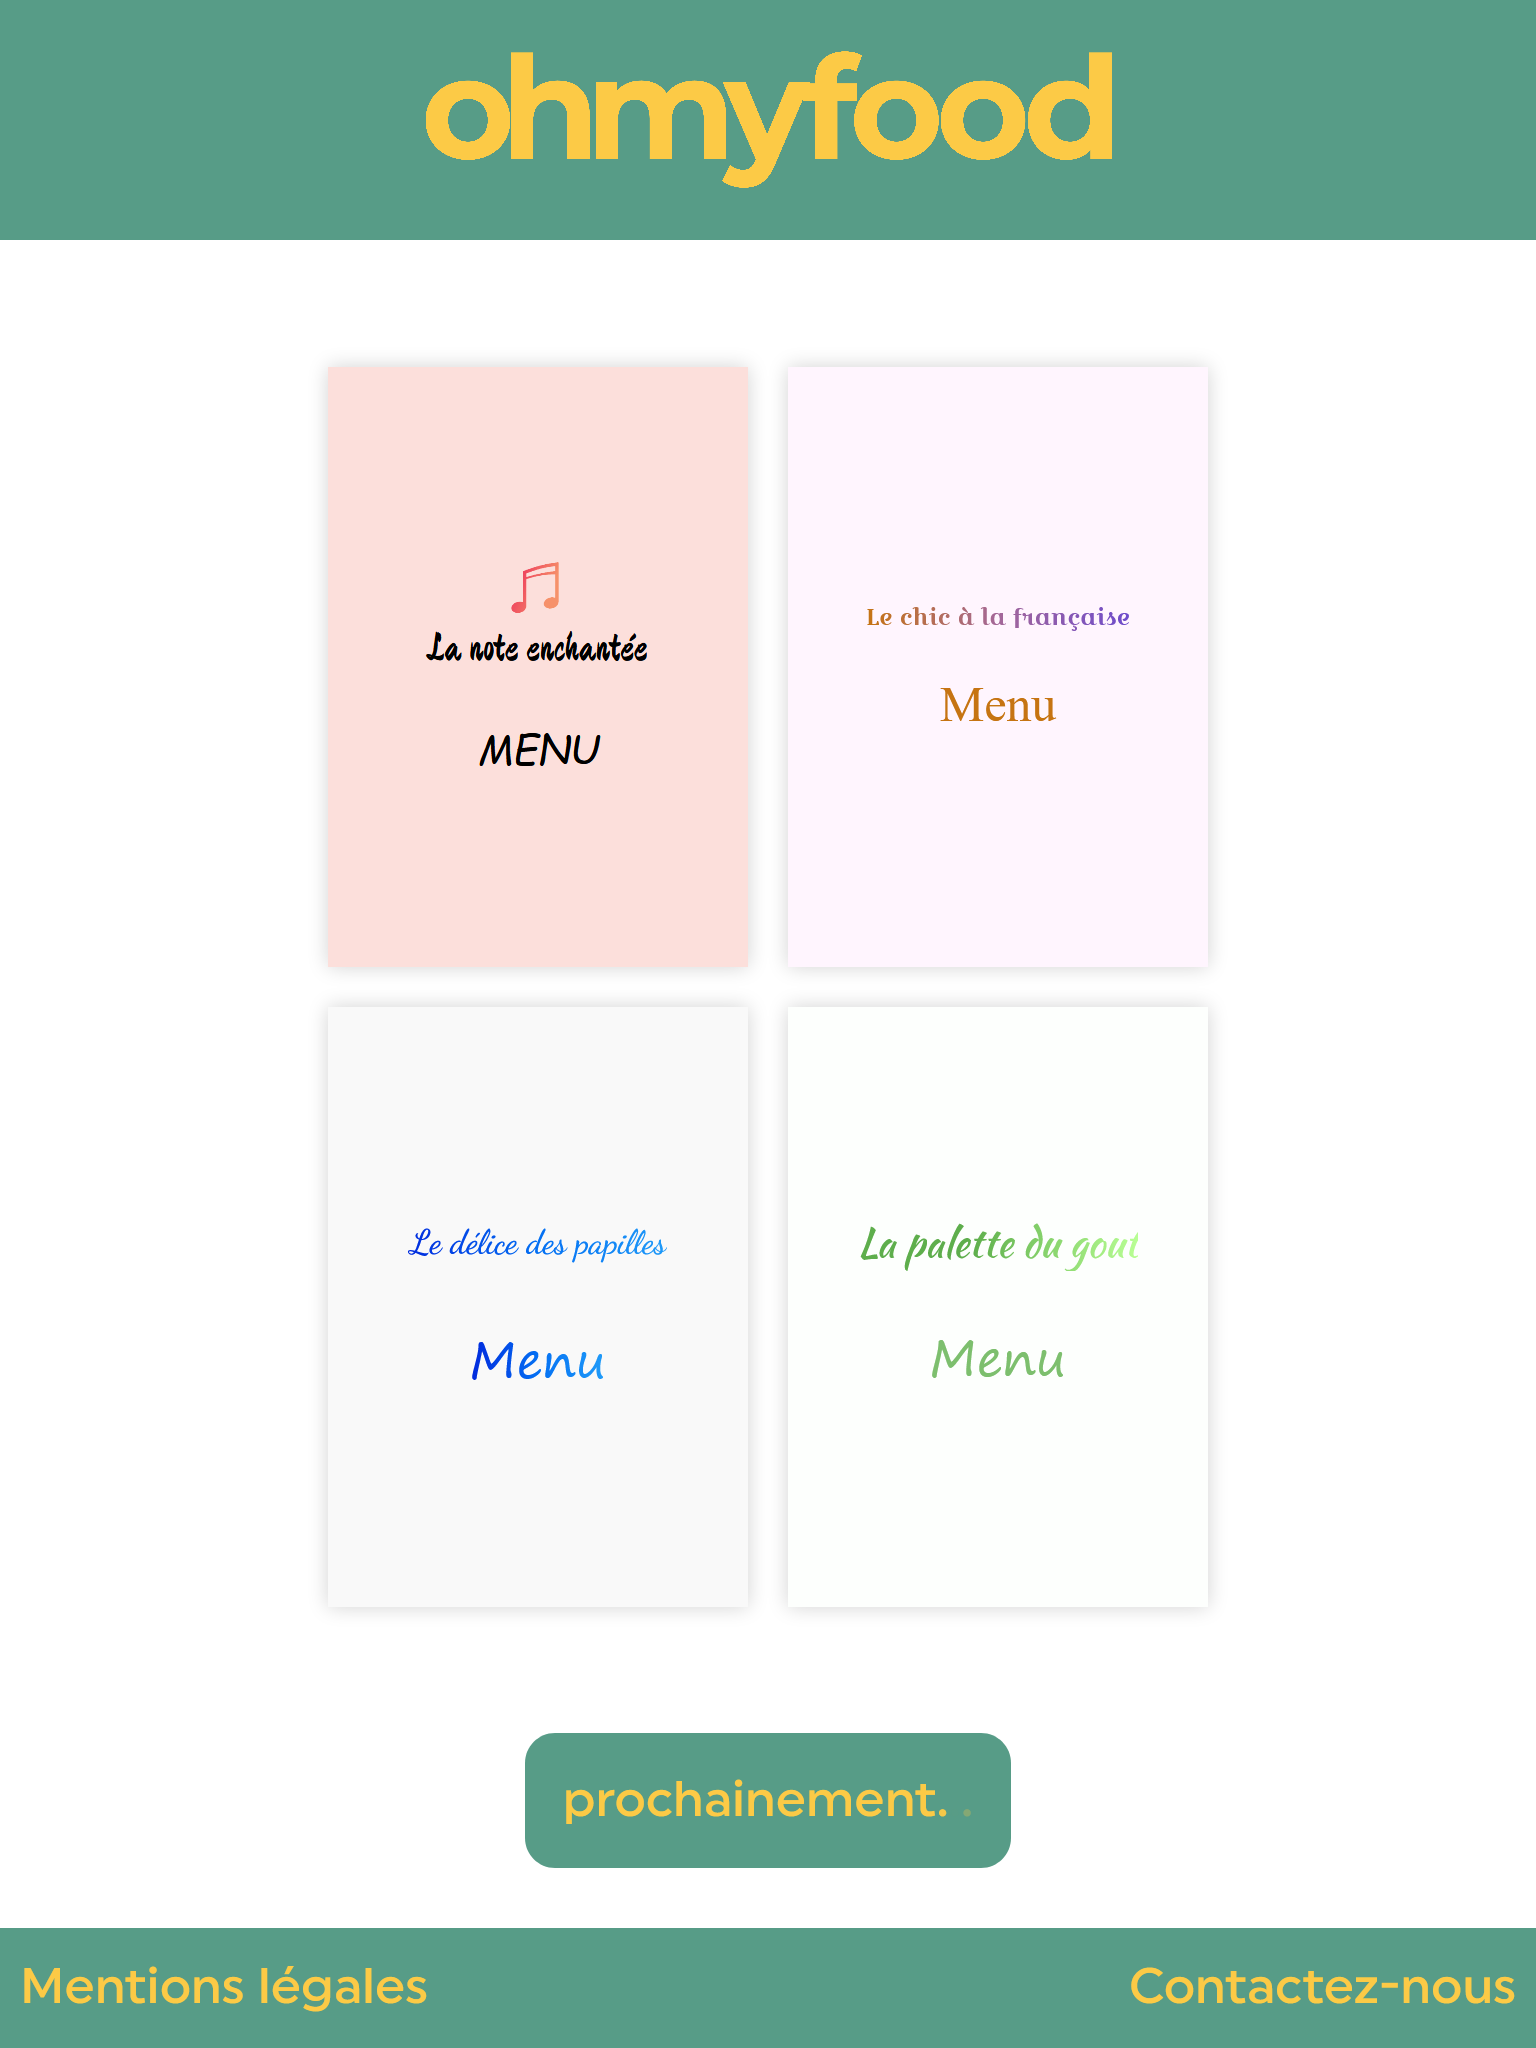 ohmyfood
La note enchantée
MENU
Le chic à la française
Menu
Le délice des papilles
Menu
La palette du gout
Menu
prochainement. .
Mentions légales
Contactez-nous